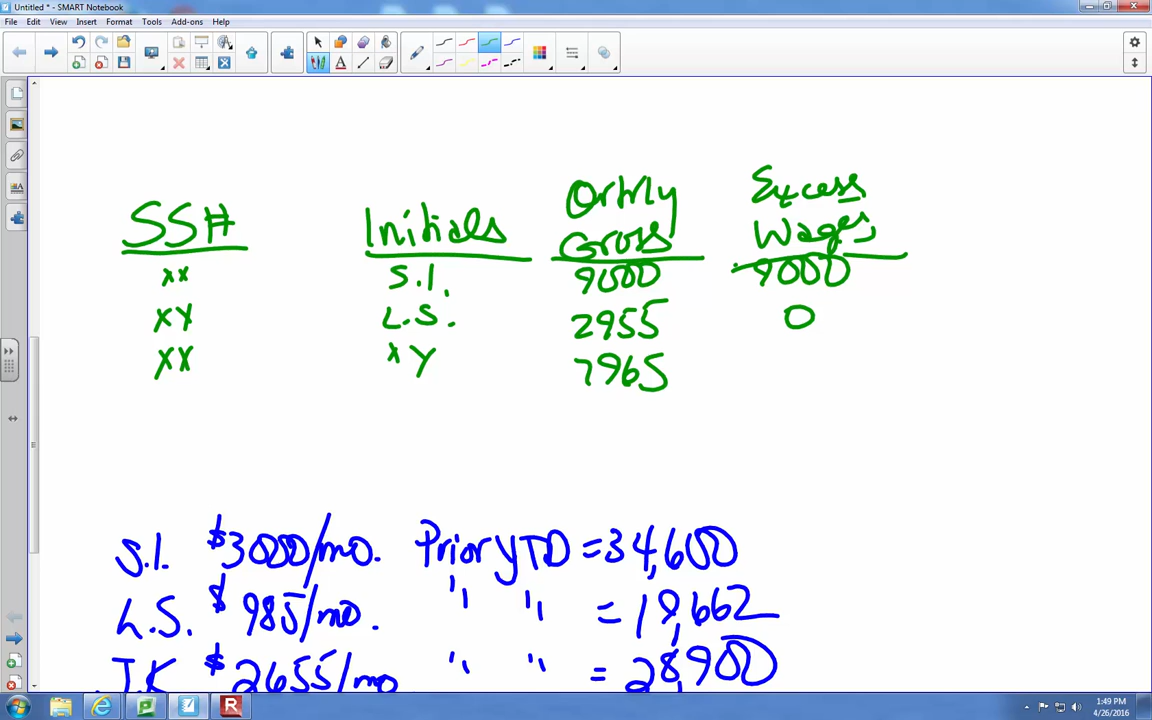 Untitled * - SMART Notebook
File Edit View Insert Format Tools Add-ons Help
SS# Initials Qrtrly Gross Excess Wages
xx S.I. 9000 9000
xy L.S. 2955 0
XX xy 7965
S.I. $3000/mo. Prior YTD = 34,600
L.S. $985/mo. " " = 19,662
J.K $2655/mo " " = 28,900
1:49 PM
4/26/2016